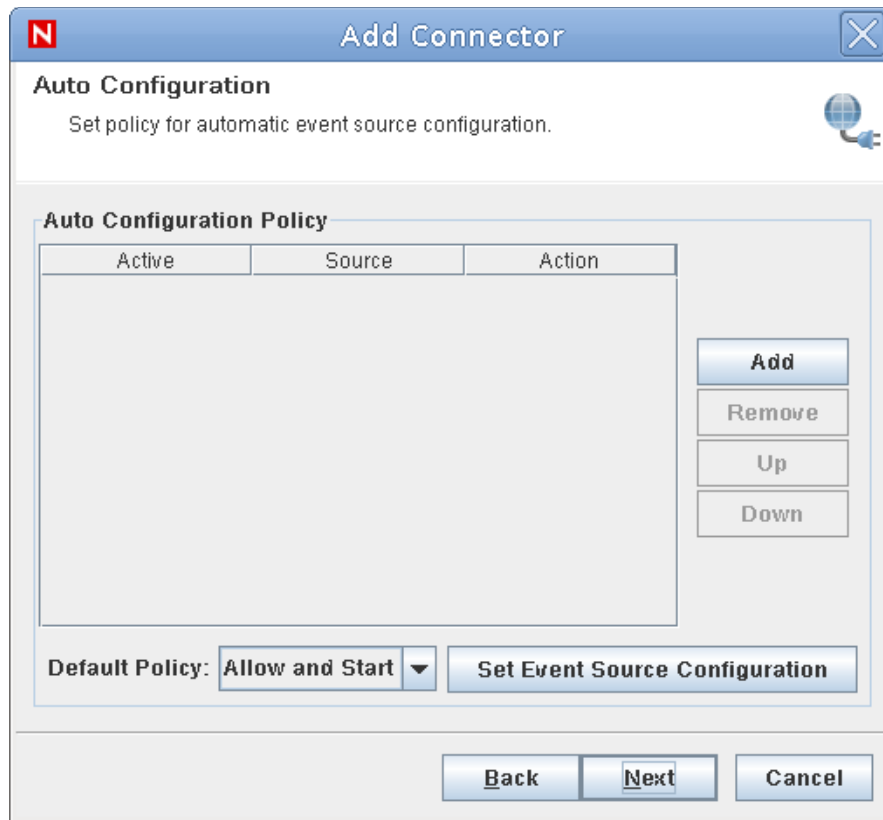 N
Add Connector
Auto Configuration
Set policy for automatic event source configuration.
Auto Configuration Policy
Active Source Action
Add
Remove
Up
Down
Default Policy: Allow and Start Set Event Source Configuration
Back Next Cancel